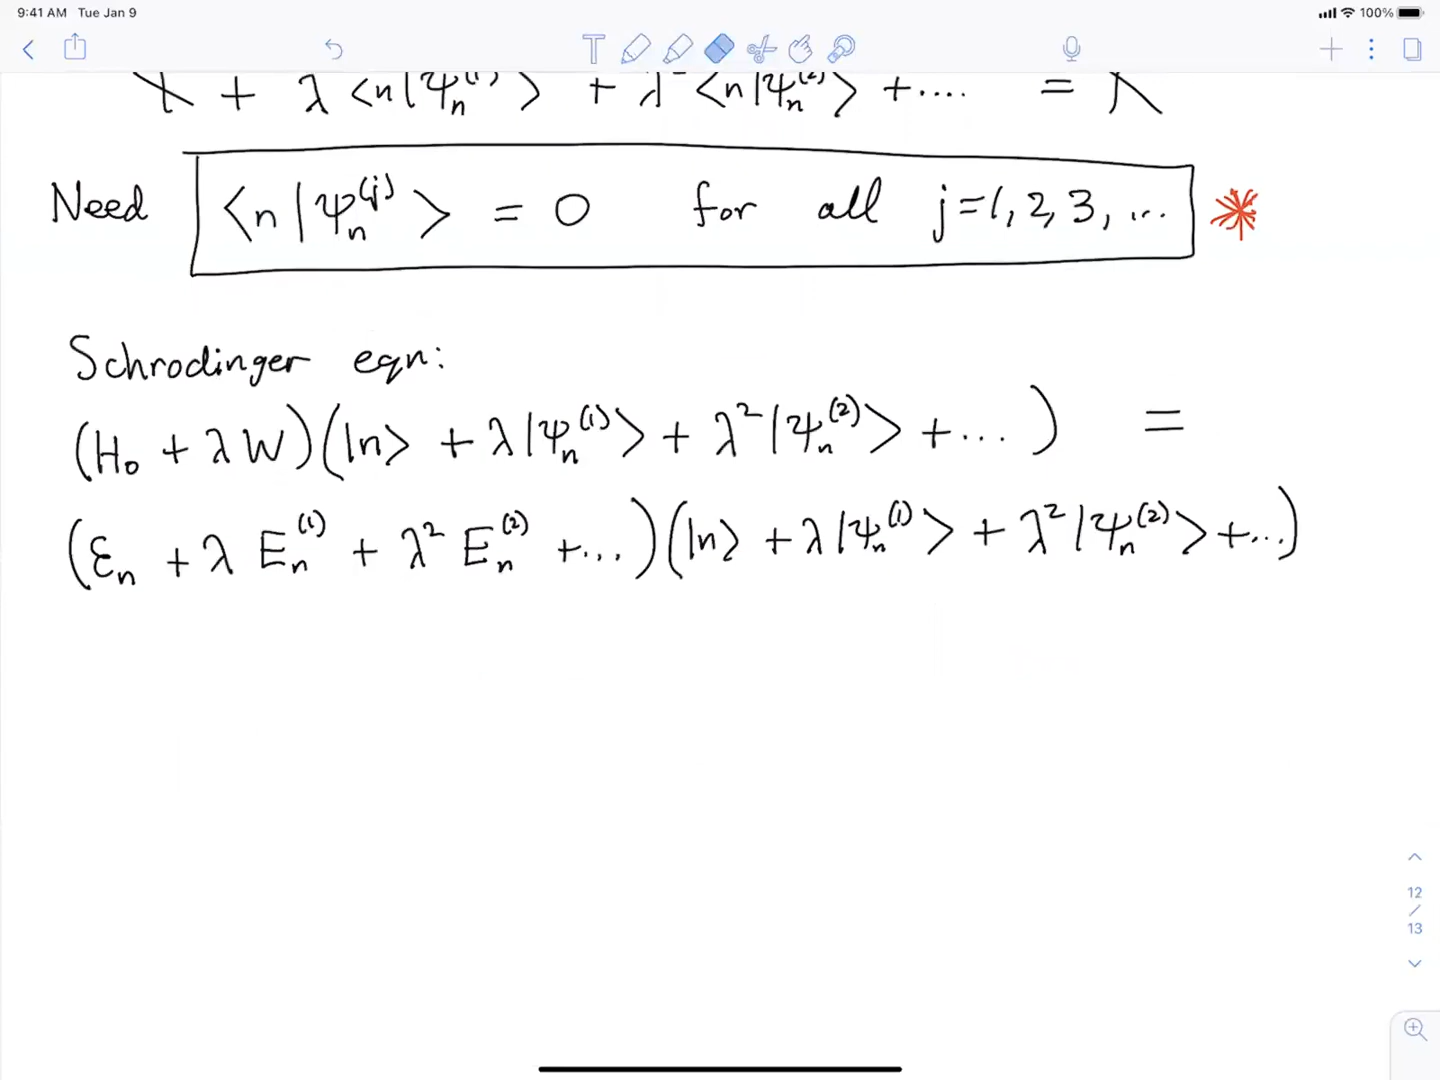 9:41 AM Tue Jan 9 100%
+ λ <n|ψₙ⁽¹⁾> + λ² <n|ψₙ⁽²⁾> + .... =
Need <n|ψₙ⁽ʲ⁾> = 0 for all j=1, 2, 3, ...
Schrodinger eqn:
(H₀ + λW)(|n> + λ|ψₙ⁽¹⁾> + λ²|ψₙ⁽²⁾> + ...) =
(εₙ + λ Eₙ⁽¹⁾ + λ² Eₙ⁽²⁾ + ...)(|n> + λ|ψₙ⁽¹⁾> + λ²|ψₙ⁽²⁾> + ...)
12
/
13